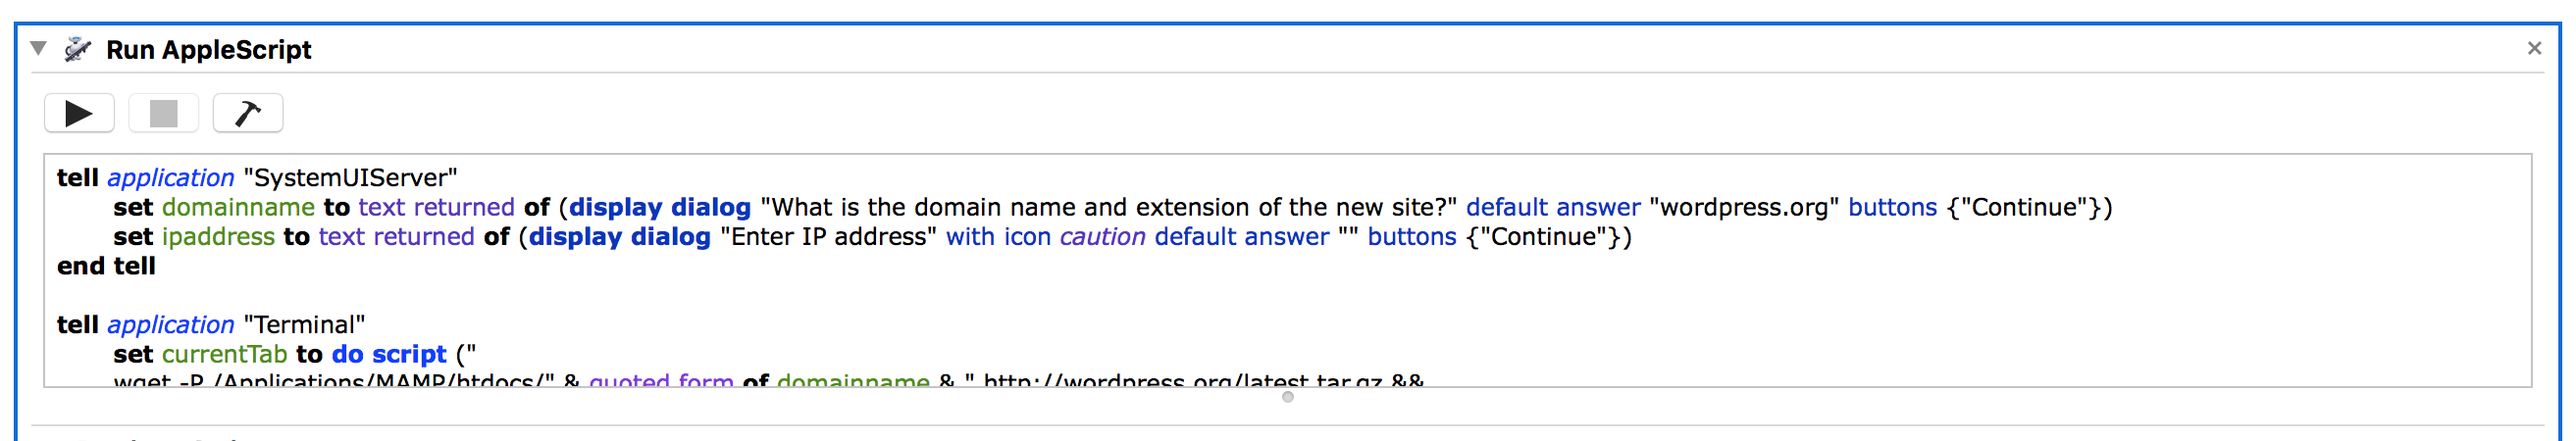 Run AppleScript
tell application "SystemUIServer"
set domainname to text returned of (display dialog "What is the domain name and extension of the new site?" default answer "wordpress.org" buttons {"Continue"})
set ipaddress to text returned of (display dialog "Enter IP address" with icon caution default answer "" buttons {"Continue"})
end tell
tell application "Terminal"
set currentTab to do script ("
wget -P /Applications/MAMP/htdocs/" & quoted form of domainname & " http://wordpress.org/latest.tar.gz &&